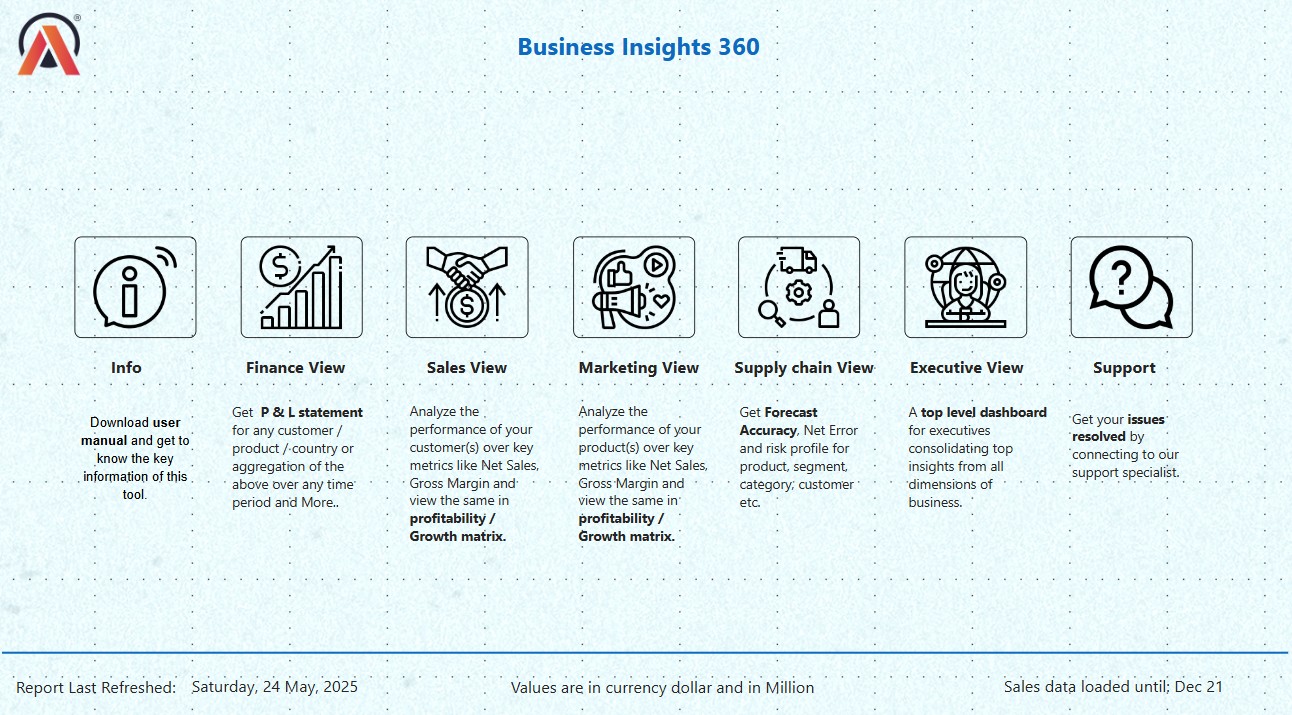 ®
Business Insights 360
$
$
?
Info
Finance View
Sales View
Marketing View
Supply chain View
Executive View
Support
Download user
manual and get to
know the key
information of this
tool.
Get P & L statement
for any customer /
product / country or
aggregation of the
above over any time
period and More..
Analyze the
performance of your
customer(s) over key
metrics like Net Sales,
Gross Margin and
view the same in
profitability /
Growth matrix.
Analyze the
performance of your
product(s) over key
metrics like Net Sales,
Gross Margin and
view the same in
profitability /
Growth matrix.
Get Forecast
Accuracy, Net Error
and risk profile for
product, segment,
category, customer
etc.
A top level dashboard
for executives
consolidating top
insights from all
dimensions of
business.
Get your issues
resolved by
connecting to our
support specialist.
Report Last Refreshed: Saturday, 24 May, 2025
Values are in currency dollar and in Million
Sales data loaded until; Dec 21